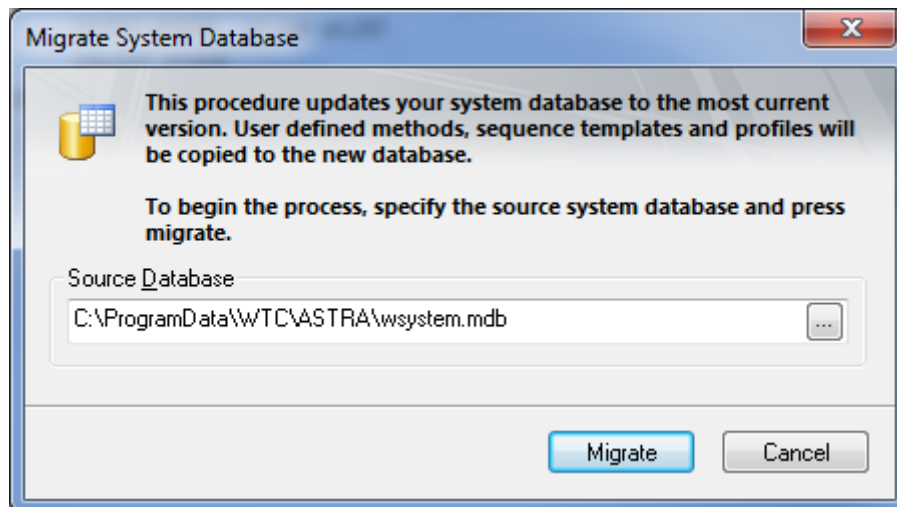 Migrate System Database
This procedure updates your system database to the most current
version. User defined methods, sequence templates and profiles will
be copied to the new database.
To begin the process, specify the source system database and press
migrate.
Source Database
C:\ProgramData\WTC\ASTRA\wsystem.mdb
...
Migrate
Cancel